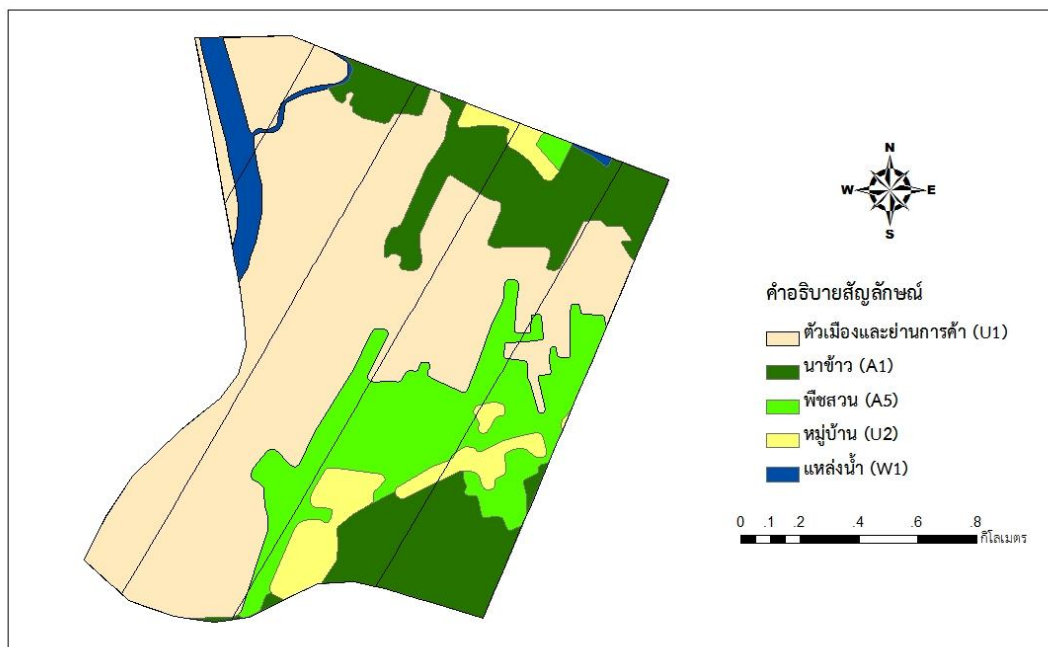 N
W E
S
คำอธิบายสัญลักษณ์
ตัวเมืองและย่านการค้า (U1)
นาข้าว (A1)
พืชสวน (A5)
หมู่บ้าน (U2)
แหล่งน้ำ (W1)
0 .1 .2 .4 .6 .8
กิโลเมตร